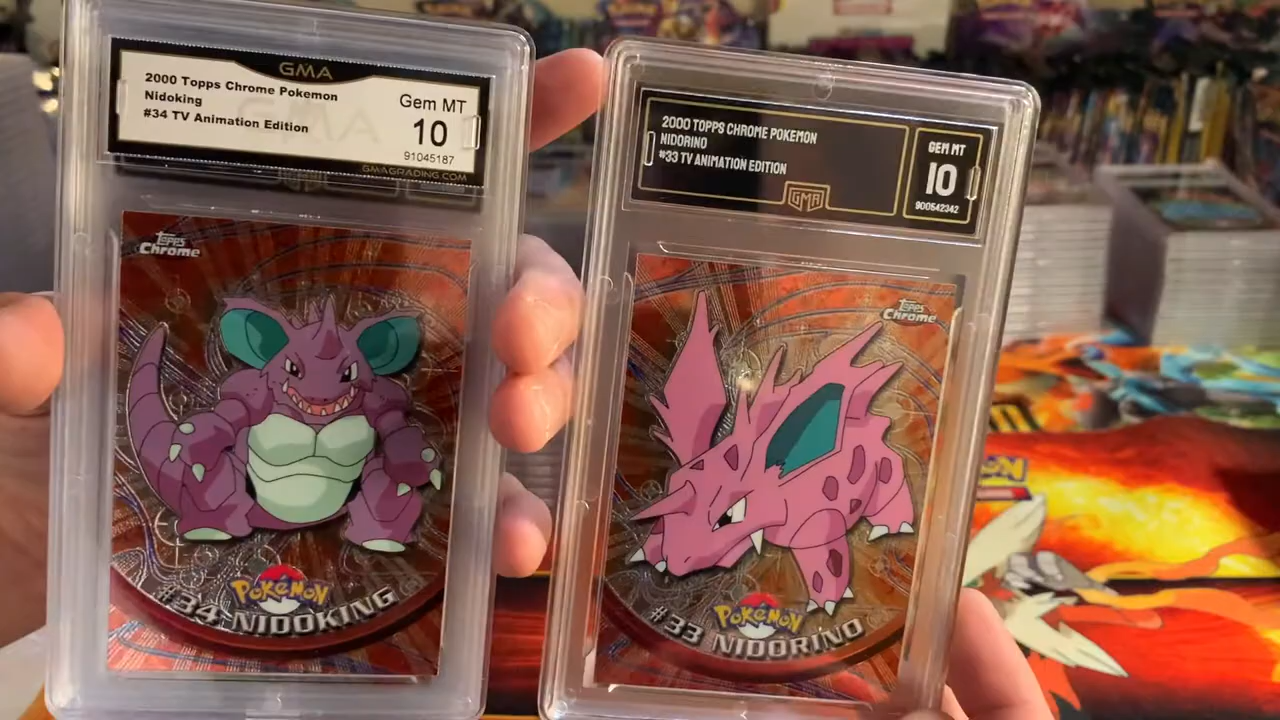 GMA
2000 Topps Chrome Pokemon
Nidoking
#34 TV Animation Edition
Gem MT
10
91045187
GMAGRADING.COM
Topps
Chrome
Pokémon
#34 NIDOKING
2000 TOPPS CHROME POKEMON
NIDORINO
#33 TV ANIMATION EDITION
GMA
GEM MT
10
900542342
Topps
Chrome
Pokémon
#33 NIDORINO